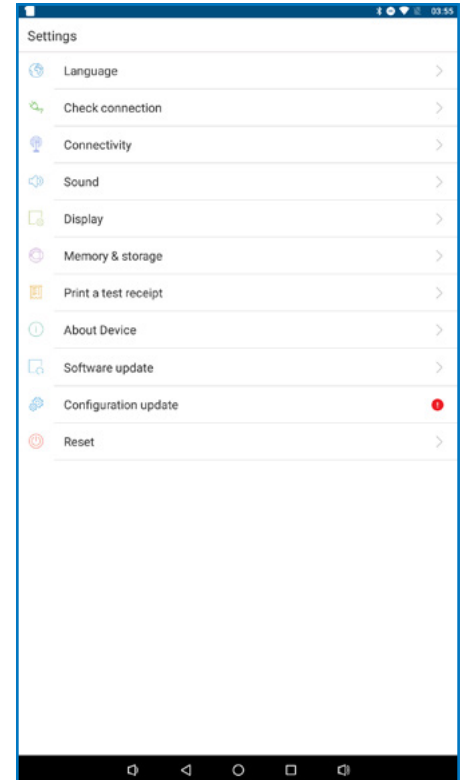 03:55
Settings
Language
Check connection
Connectivity
Sound
Display
Memory & storage
Print a test receipt
About Device
Software update
Configuration update
Reset